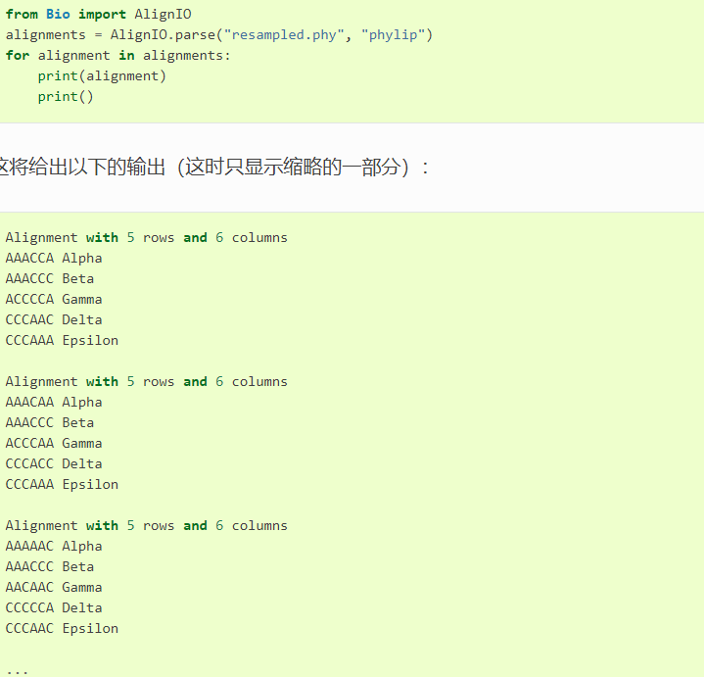 from Bio import AlignIO
alignments = AlignIO.parse("resampled.phy", "phylip")
for alignment in alignments:
    print(alignment)
    print()
这将给出以下的输出（这时只显示缩略的一部分）：
Alignment with 5 rows and 6 columns
AAACCA Alpha
AAACCC Beta
ACCCCA Gamma
CCCAAC Delta
CCCAAA Epsilon
Alignment with 5 rows and 6 columns
AAACAA Alpha
AAACCC Beta
ACCCAA Gamma
CCCACC Delta
CCCAAA Epsilon
Alignment with 5 rows and 6 columns
AAAAAC Alpha
AAACCC Beta
AACAAC Gamma
CCCCCA Delta
CCCAAC Epsilon
...